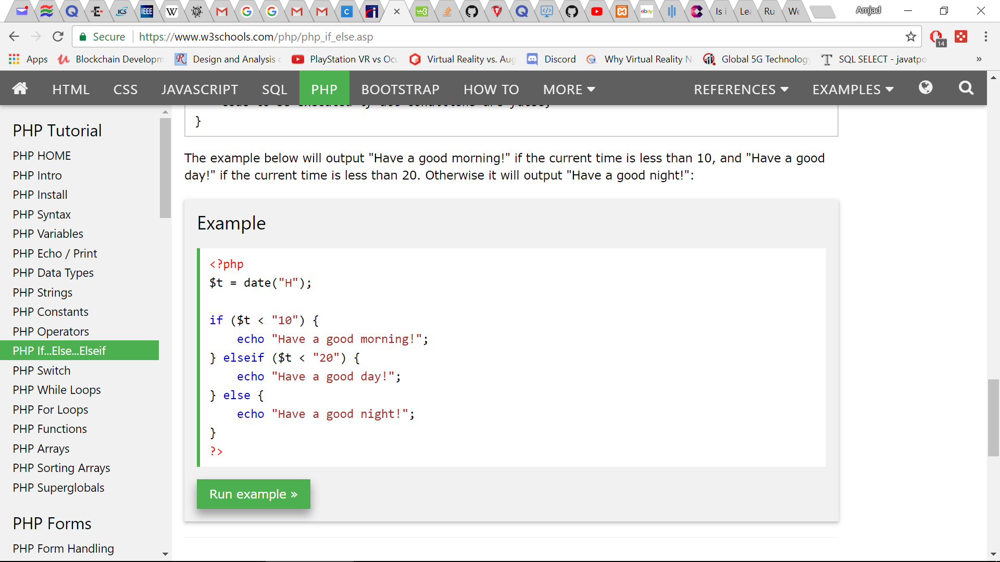 Amjad
Secure https://www.w3schools.com/php/php_if_else.asp
14
Apps Blockchain Developm Design and Analysis PlayStation VR vs Virtual Reality vs. Aug Discord Why Virtual Reality Global 5G Technology SQL SELECT - javatpo »
HTML CSS JAVASCRIPT SQL PHP BOOTSTRAP HOW TO MORE REFERENCES EXAMPLES
PHP Tutorial
PHP HOME
PHP Intro
PHP Install
PHP Syntax
PHP Variables
PHP Echo / Print
PHP Data Types
PHP Strings
PHP Constants
PHP Operators
PHP If...Else...Elseif
PHP Switch
PHP While Loops
PHP For Loops
PHP Functions
PHP Arrays
PHP Sorting Arrays
PHP Superglobals
PHP Forms
PHP Form Handling
}
The example below will output "Have a good morning!" if the current time is less than 10, and "Have a good
day!" if the current time is less than 20. Otherwise it will output "Have a good night!":
Example
<?php
$t = date("H");
if ($t < "10") {
echo "Have a good morning!";
} elseif ($t < "20") {
echo "Have a good day!";
} else {
echo "Have a good night!";
}
?>
Run example »